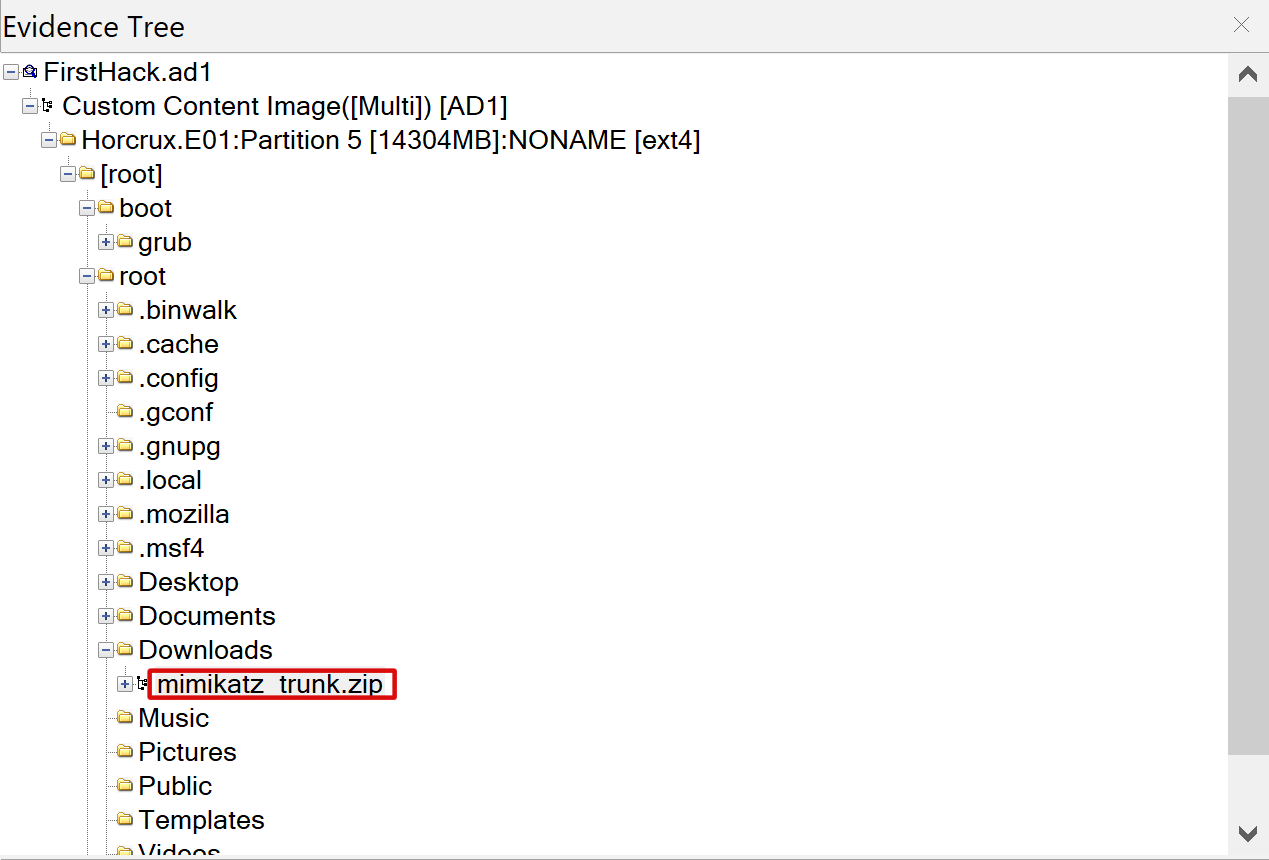 Evidence Tree
FirstHack.ad1
Custom Content Image([Multi]) [AD1]
Horcrux.E01:Partition 5 [14304MB]:NONAME [ext4]
[root]
boot
grub
root
.binwalk
.cache
.config
.gconf
.gnupg
.local
.mozilla
.msf4
Desktop
Documents
Downloads
mimikatz_trunk.zip
Music
Pictures
Public
Templates
Videos